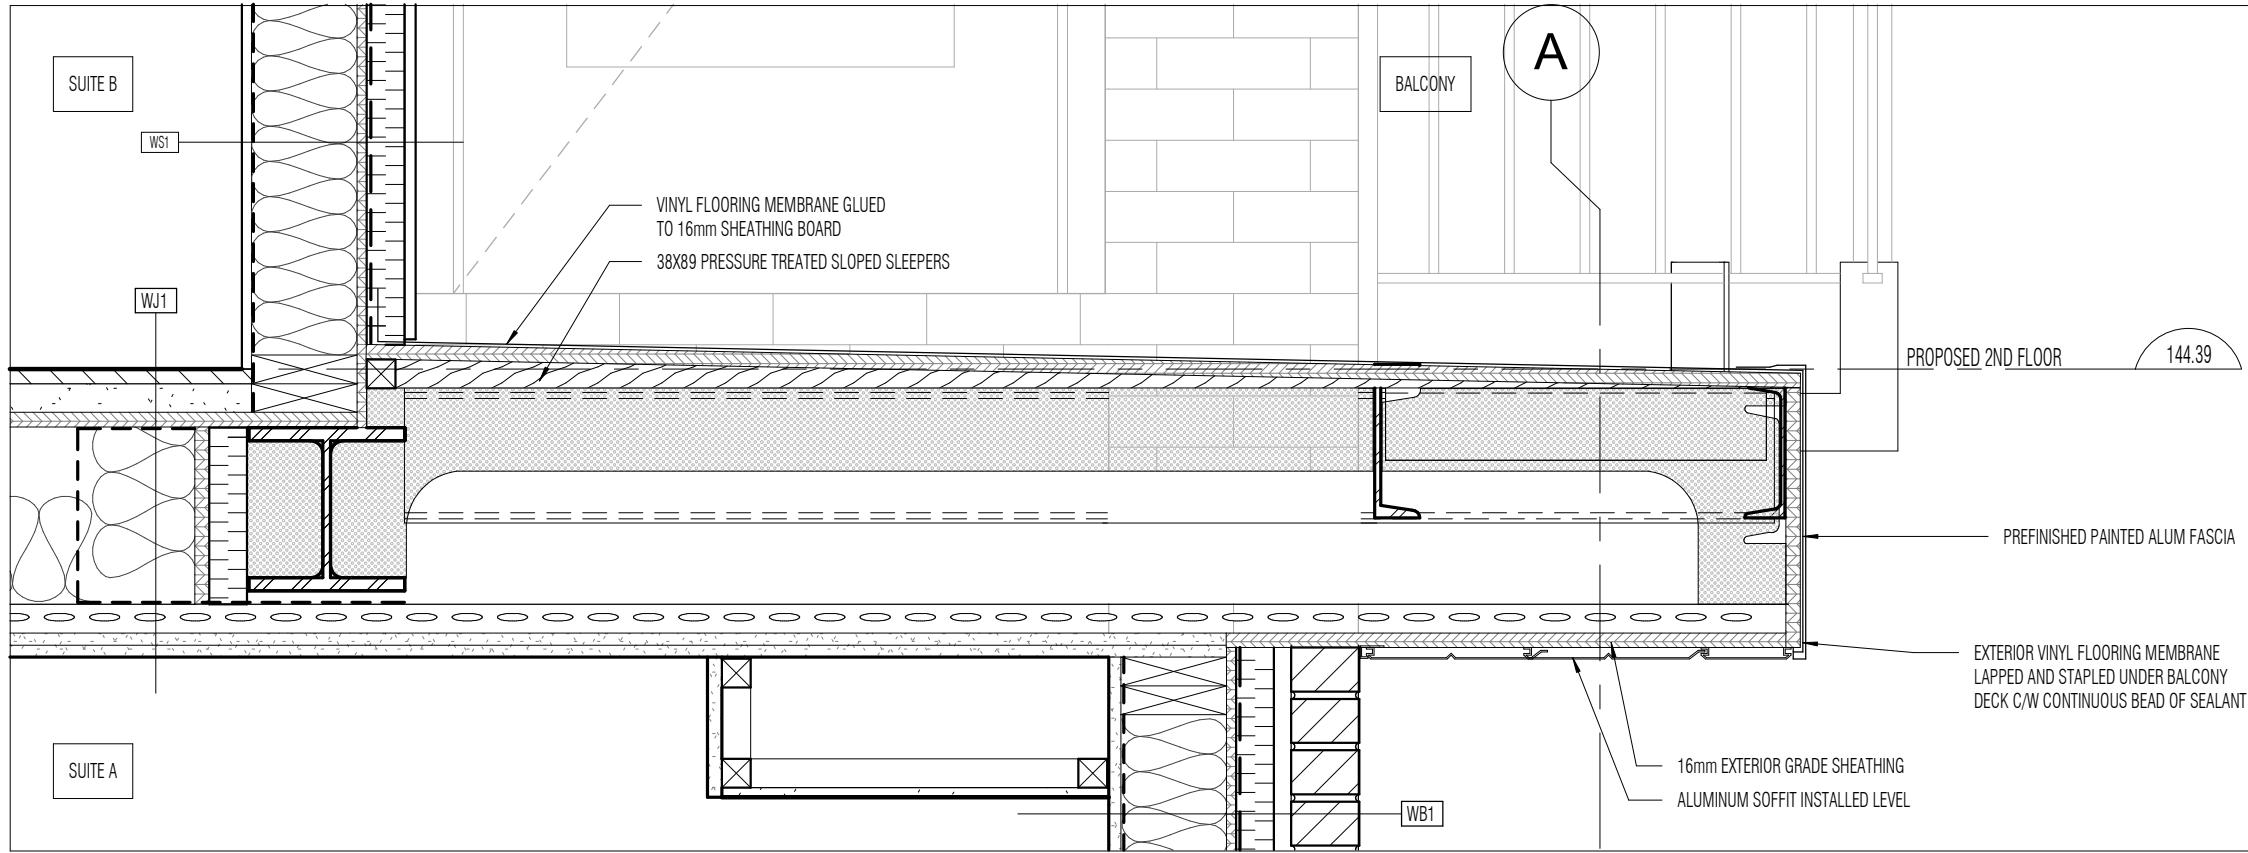 SUITE B
BALCONY
A
WS1
VINYL FLOORING MEMBRANE GLUED
TO 16mm SHEATHING BOARD
38X89 PRESSURE TREATED SLOPED SLEEPERS
WJ1
PROPOSED 2ND FLOOR
144.39
PREFINISHED PAINTED ALUM FASCIA
EXTERIOR VINYL FLOORING MEMBRANE
LAPPED AND STAPLED UNDER BALCONY
DECK C/W CONTINUOUS BEAD OF SEALANT
SUITE A
16mm EXTERIOR GRADE SHEATHING
ALUMINUM SOFFIT INSTALLED LEVEL
WB1